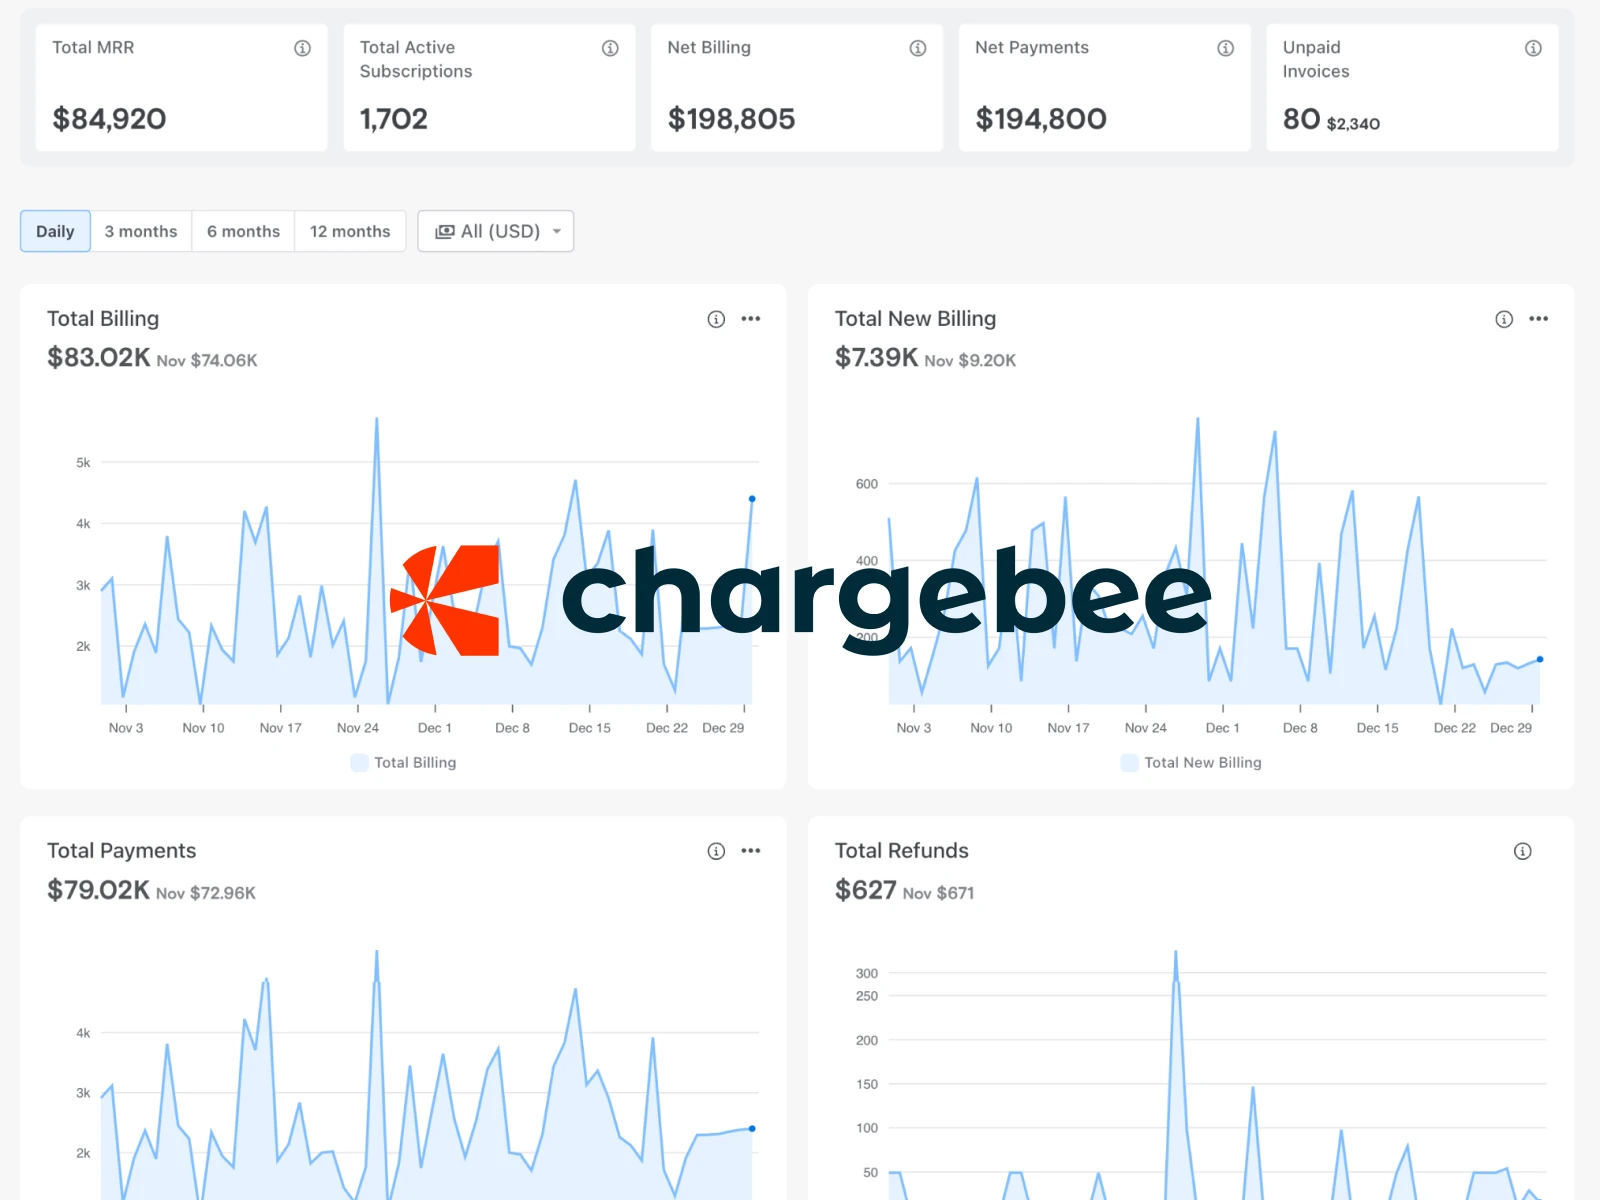 Total MRR
$84,920
Total Active
Subscriptions
1,702
Net Billing
$198,805
Net Payments
$194,800
Unpaid
Invoices
80 $2,340
Daily
3 months
6 months
12 months
All (USD)
Total Billing
$83.02K Nov $74.06K
5k
4k
3k
2k
Nov 3
Nov 10
Nov 17
Nov 24
Dec 1
Dec 8
Dec 15
Dec 22
Dec 29
Total Billing
Total New Billing
$7.39K Nov $9.20K
600
400
200
Nov 3
Nov 10
Nov 17
Nov 24
Dec 1
Dec 8
Dec 15
Dec 22
Dec 29
Total New Billing
chargebee
Total Payments
$79.02K Nov $72.96K
4k
3k
2k
Total Refunds
$627 Nov $671
300
250
200
150
100
50